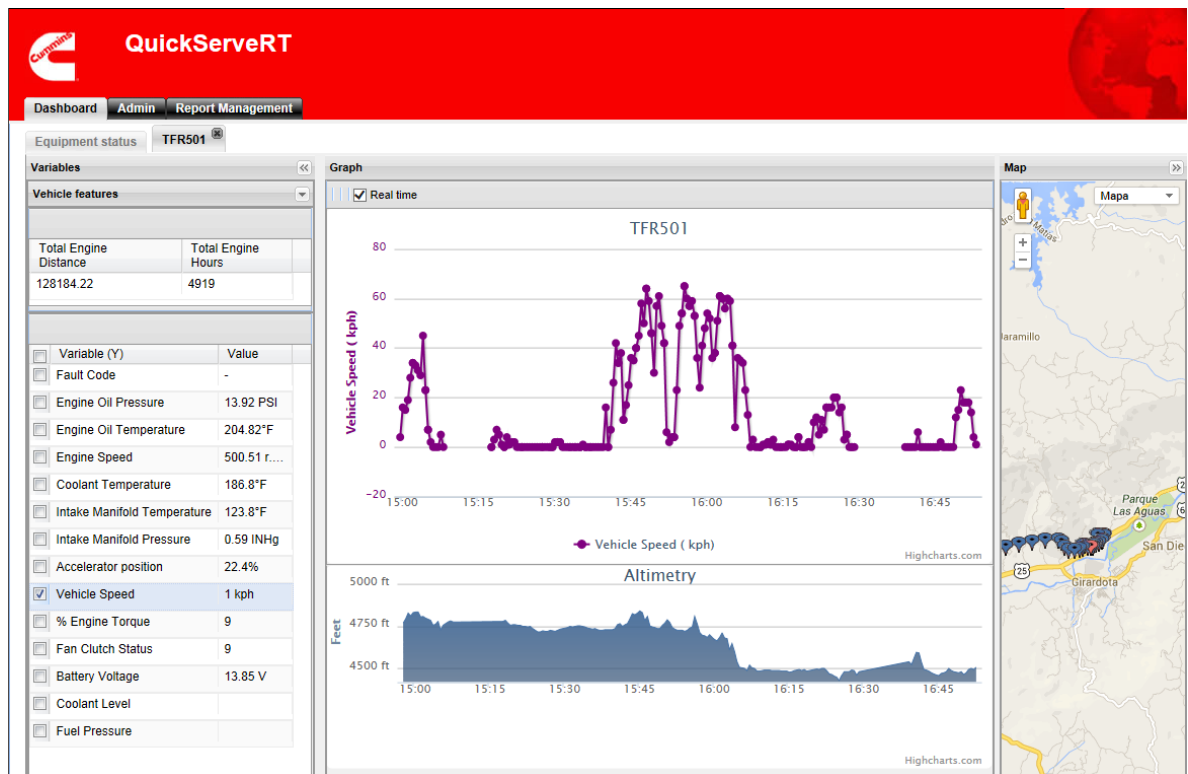 Cummins
QuickServeRT
Dashboard Admin Report Management
Equipment status TFR501
Variables
Vehicle features
Total Engine Distance Total Engine Hours
128184.22 4919
Variable (Y) Value
Fault Code -
Engine Oil Pressure 13.92 PSI
Engine Oil Temperature 204.82°F
Engine Speed 500.51 r....
Coolant Temperature 186.8°F
Intake Manifold Temperature 123.8°F
Intake Manifold Pressure 0.59 INHg
Accelerator position 22.4%
Vehicle Speed 1 kph
% Engine Torque 9
Fan Clutch Status 9
Battery Voltage 13.85 V
Coolant Level
Fuel Pressure
Graph
Real time
TFR501
80
60
40
20
0
-20
Vehicle Speed ( kph)
15:00 15:15 15:30 15:45 16:00 16:15 16:30 16:45
Vehicle Speed ( kph)
Highcharts.com
Altimetry
5000 ft
4750 ft
4500 ft
Feet
15:00 15:15 15:30 15:45 16:00 16:15 16:30 16:45
Highcharts.com
Map
Mapa
Matias
Jaramillo
Parque
Las Aguas
San Die
25
Girardota